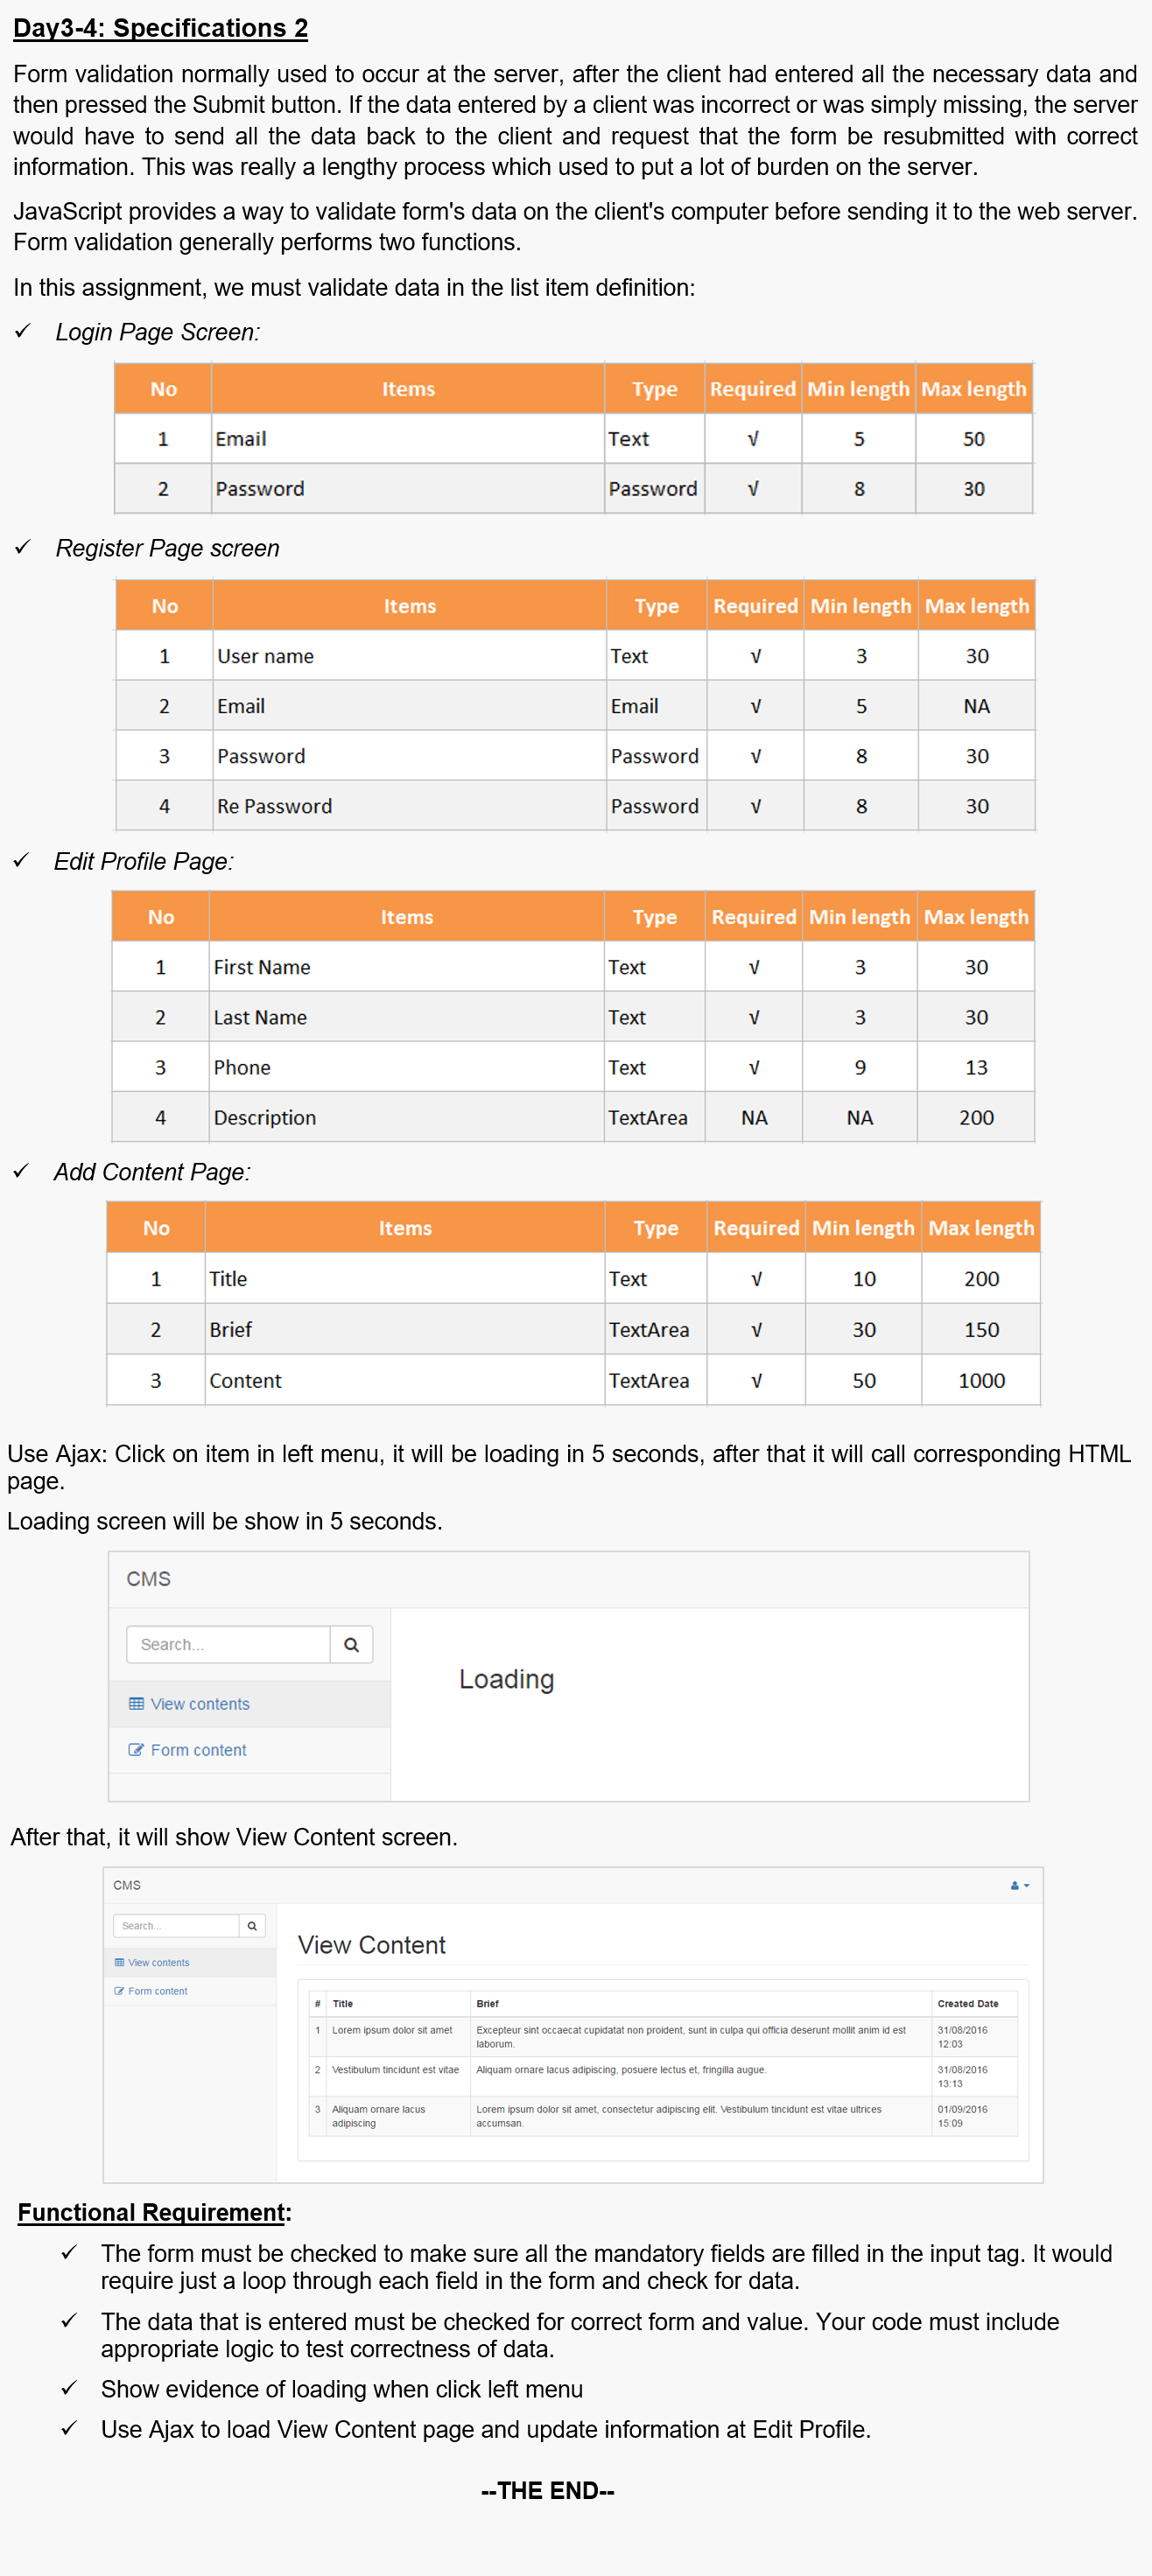 Day3-4: Specifications 2
Form validation normally used to occur at the server, after the client had entered all the necessary data and
then pressed the Submit button. If the data entered by a client was incorrect or was simply missing, the server
would have to send all the data back to the client and request that the form be resubmitted with correct
information. This was really a lengthy process which used to put a lot of burden on the server.
JavaScript provides a way to validate form's data on the client's computer before sending it to the web server.
Form validation generally performs two functions.
In this assignment, we must validate data in the list item definition:
✓ Login Page Screen:
No Items Type Required Min length Max length
1 Email Text √ 5 50
2 Password Password √ 8 30
✓ Register Page screen
No Items Type Required Min length Max length
1 User name Text √ 3 30
2 Email Email √ 5 NA
3 Password Password √ 8 30
4 Re Password Password √ 8 30
✓ Edit Profile Page:
No Items Type Required Min length Max length
1 First Name Text √ 3 30
2 Last Name Text √ 3 30
3 Phone Text √ 9 13
4 Description TextArea NA NA 200
✓ Add Content Page:
No Items Type Required Min length Max length
1 Title Text √ 10 200
2 Brief TextArea √ 30 150
3 Content TextArea √ 50 1000
Use Ajax: Click on item in left menu, it will be loading in 5 seconds, after that it will call corresponding HTML
page.
Loading screen will be show in 5 seconds.
CMS
Search...
Loading
View contents
Form content
After that, it will show View Content screen.
CMS
Search...
View contents
Form content
View Content
# Title Brief Created Date
1 Lorem ipsum dolor sit amet Excepteur sint occaecat cupidatat non proident, sunt in culpa qui officia deserunt mollit anim id est 31/08/2016
laborum. 12:03
2 Vestibulum tincidunt est vitae Aliquam ornare lacus adipiscing, posuere lectus et, fringilla augue. 31/08/2016
13:13
3 Aliquam ornare lacus Lorem ipsum dolor sit amet, consectetur adipiscing elit. Vestibulum tincidunt est vitae ultrices 01/09/2016
adipiscing accumsan. 15:09
Functional Requirement:
✓ The form must be checked to make sure all the mandatory fields are filled in the input tag. It would
require just a loop through each field in the form and check for data.
✓ The data that is entered must be checked for correct form and value. Your code must include
appropriate logic to test correctness of data.
✓ Show evidence of loading when click left menu
✓ Use Ajax to load View Content page and update information at Edit Profile.
--THE END--